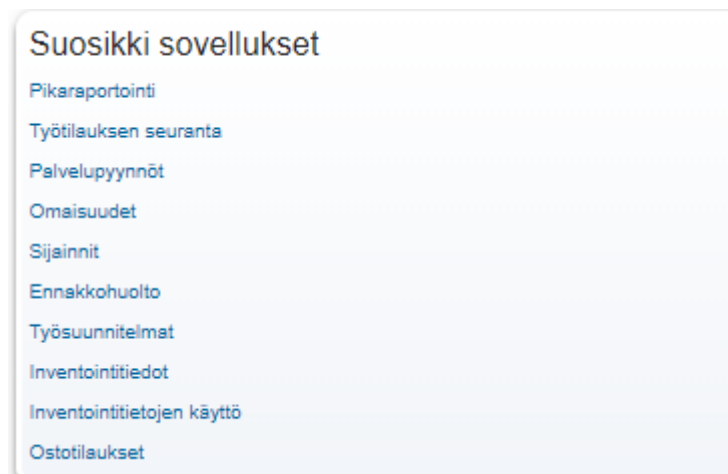 Suosikki sovellukset
Pikaraportointi
Työtilauksen seuranta
Palvelupyynnöt
Omaisuudet
Sijainnit
Ennakkohuolto
Työsuunnitelmat
Inventointitiedot
Inventointitietojen käyttö
Ostotilaukset